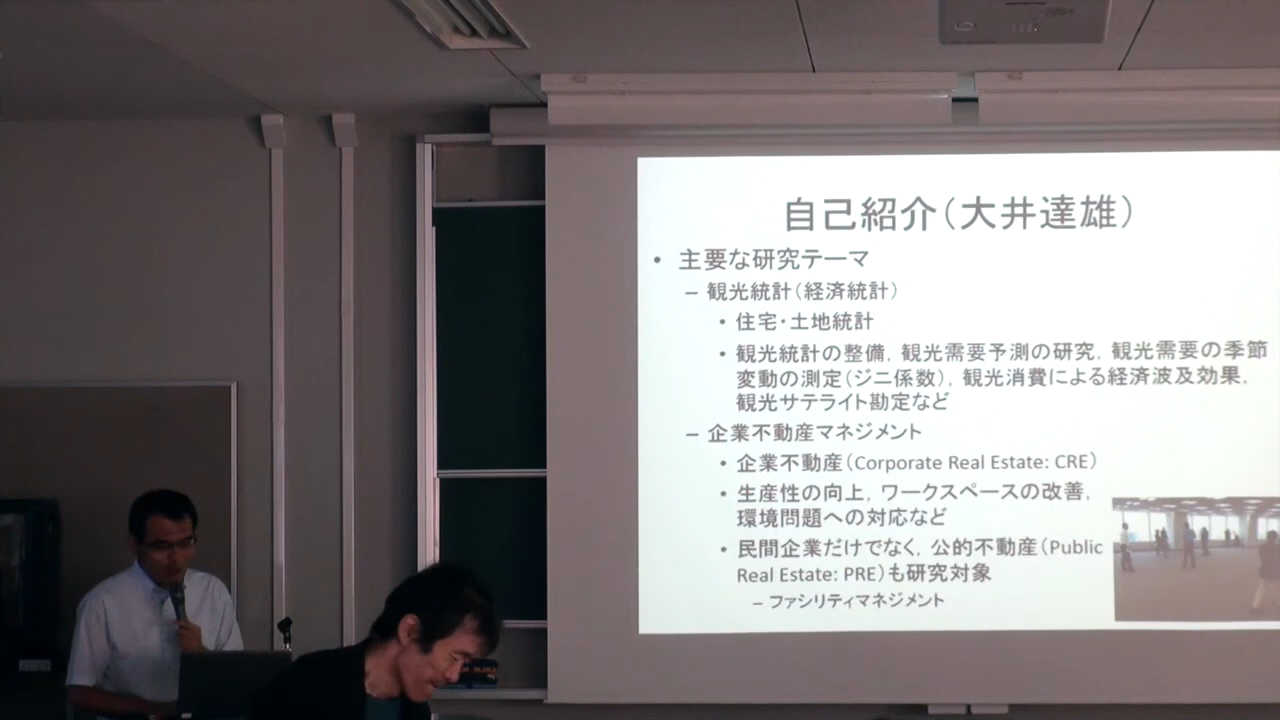 自己紹介（大井達雄）
• 主要な研究テーマ
– 観光統計（経済統計）
• 住宅・土地統計
• 観光統計の整備，観光需要予測の研究，観光需要の季節
変動の測定（ジニ係数），観光消費による経済波及効果，
観光サテライト勘定など
– 企業不動産マネジメント
• 企業不動産（Corporate Real Estate: CRE）
• 生産性の向上，ワークスペースの改善，
環境問題への対応など
• 民間企業だけでなく，公的不動産（Public
Real Estate: PRE）も研究対象
– ファシリティマネジメント